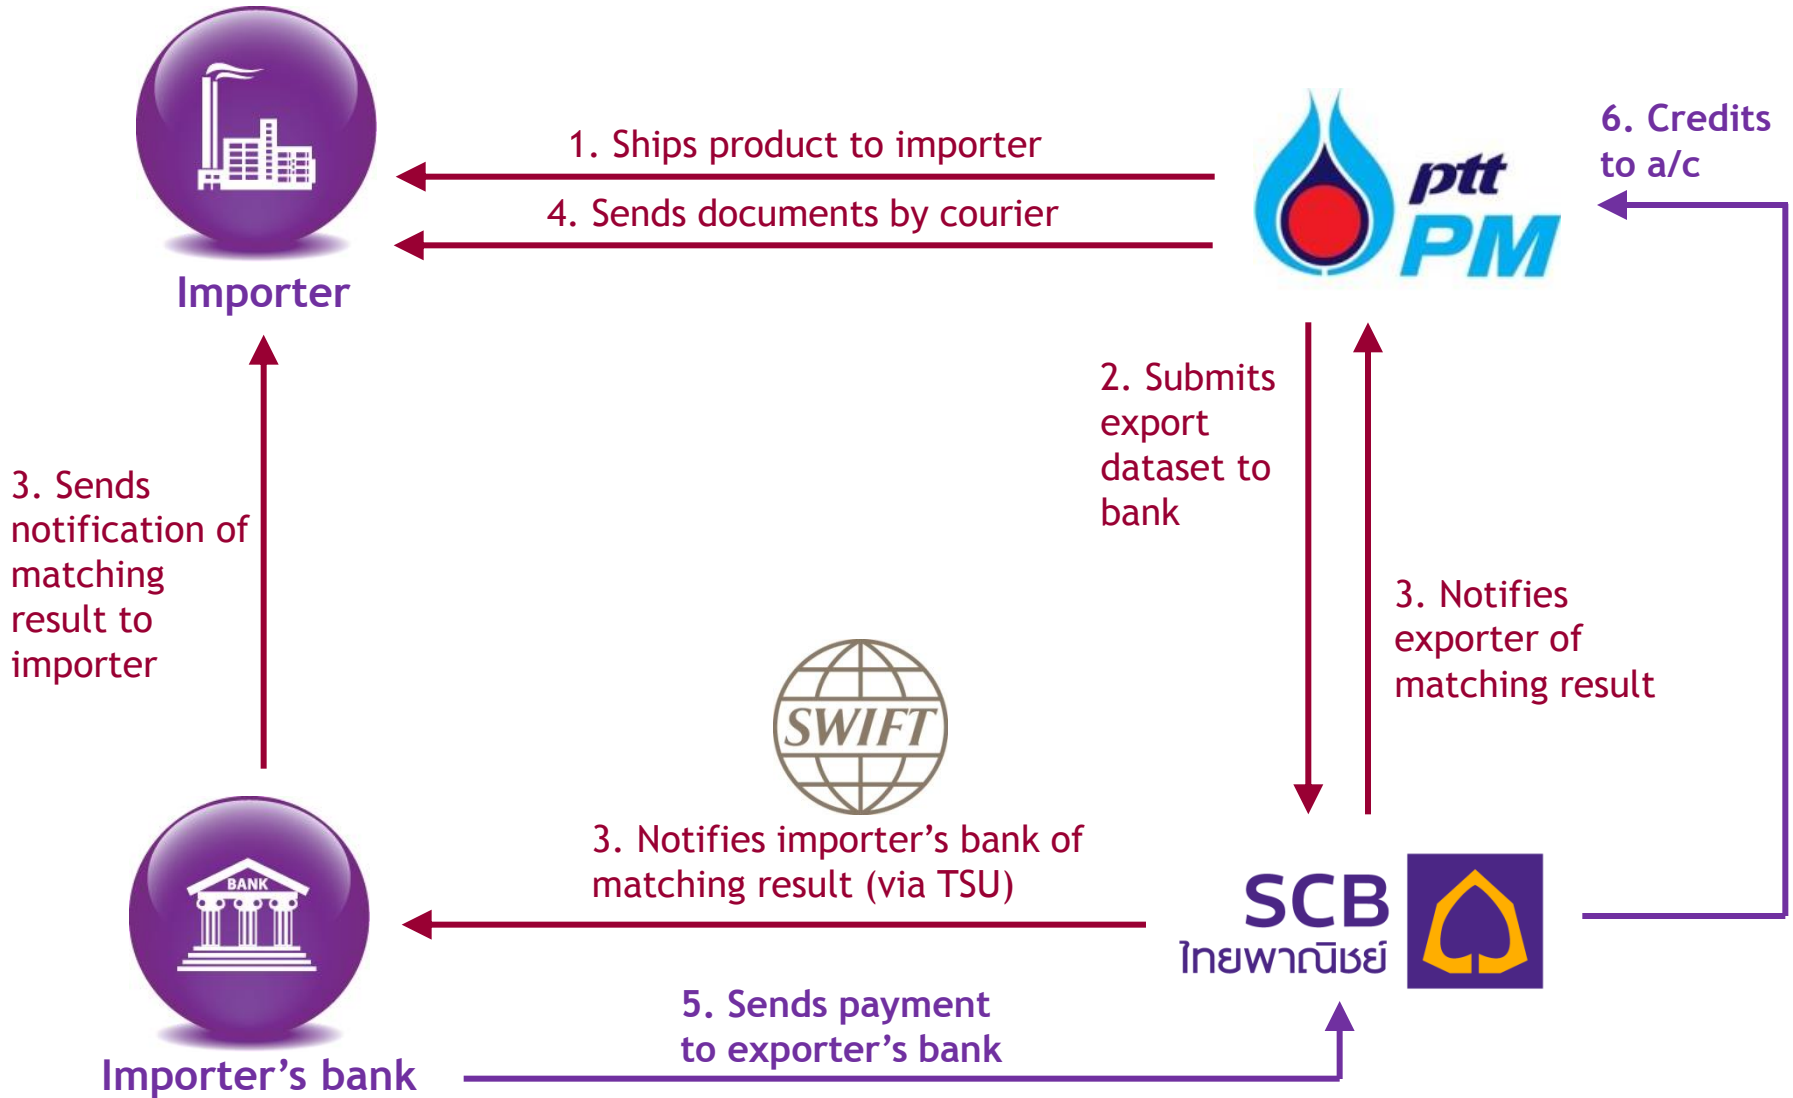 1. Ships product to importer
4. Sends documents by courier
ptt
PM
6. Credits
to a/c
Importer
2. Submits
export
dataset to
bank
3. Sends
notification of
matching
result to
importer
3. Notifies
exporter of
matching result
SWIFT
3. Notifies importer’s bank of
matching result (via TSU)
BANK
SCB
ไทยพาณิชย์
5. Sends payment
to exporter’s bank
Importer’s bank